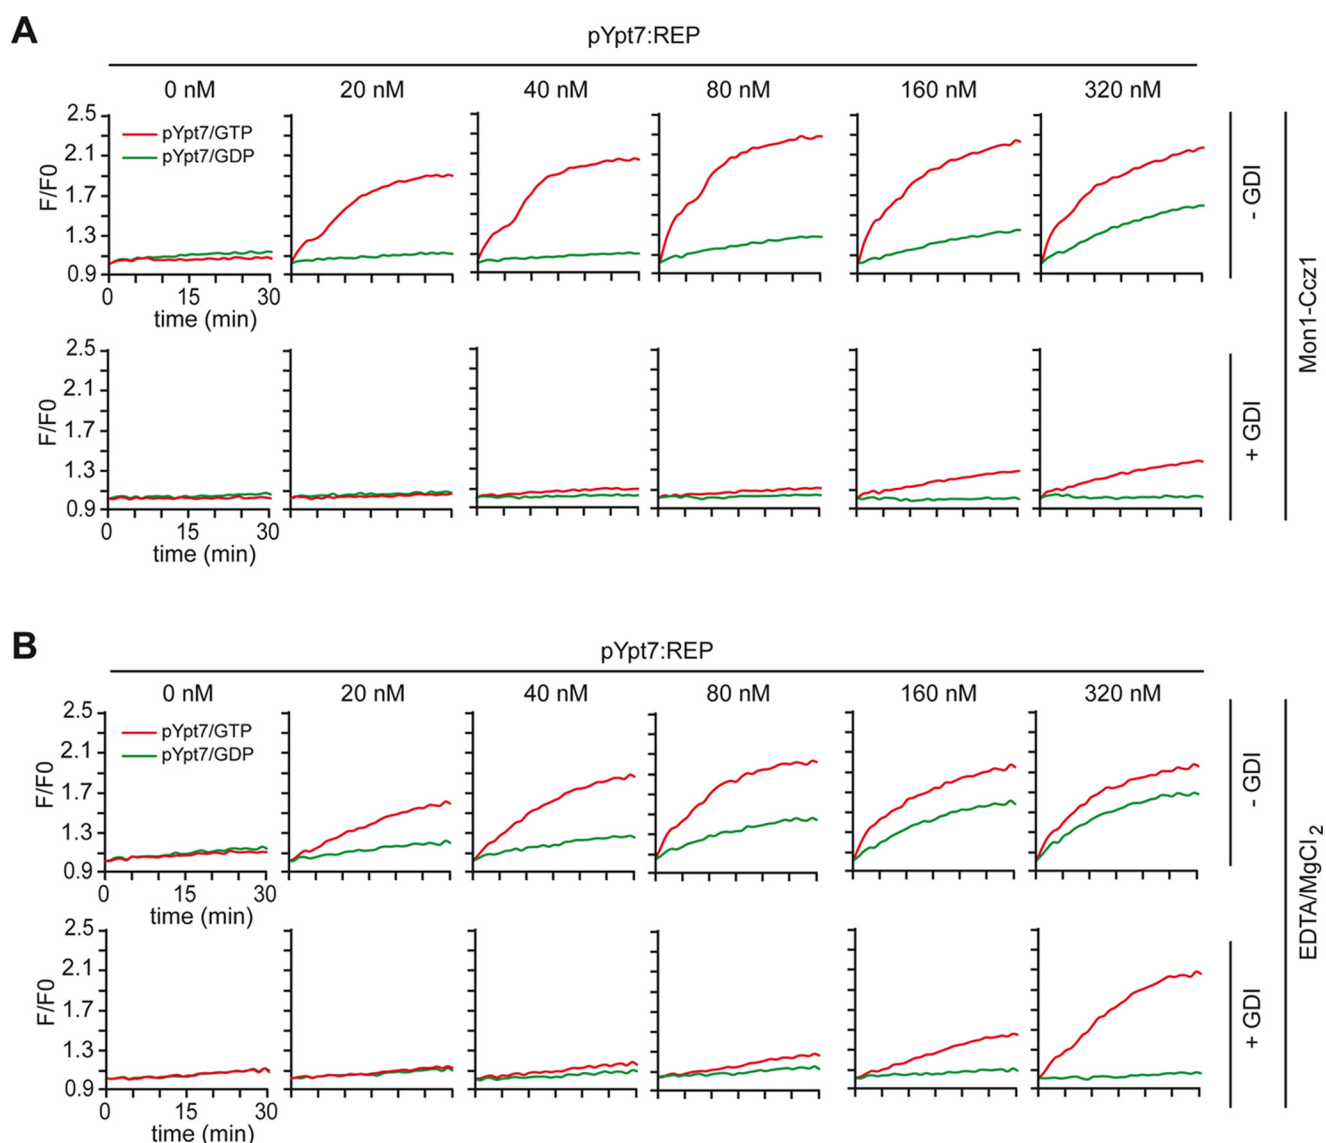 A
pYpt7:REP
0 nM 20 nM 40 nM 80 nM 160 nM 320 nM
2.5
2.1
1.7
1.3
0.9
F/F0
pYpt7/GTP
pYpt7/GDP
0 15 30
time (min)
- GDI
2.5
2.1
1.7
1.3
0.9
F/F0
0 15 30
time (min)
+ GDI
Mon1-Ccz1
B
pYpt7:REP
0 nM 20 nM 40 nM 80 nM 160 nM 320 nM
2.5
2.1
1.7
1.3
0.9
F/F0
pYpt7/GTP
pYpt7/GDP
0 15 30
time (min)
- GDI
2.5
2.1
1.7
1.3
0.9
F/F0
0 15 30
time (min)
+ GDI
EDTA/MgCl2